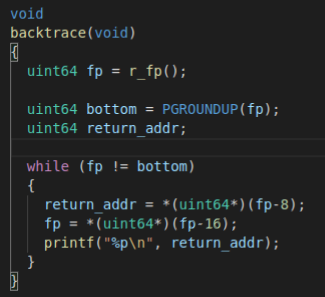 void
backtrace(void)
{
  uint64 fp = r_fp();
  uint64 bottom = PGROUNDUP(fp);
  uint64 return_addr;
  while (fp != bottom)
  {
    return_addr = *(uint64*)(fp-8);
    fp = *(uint64*)(fp-16);
    printf("%p\n", return_addr);
  }
}